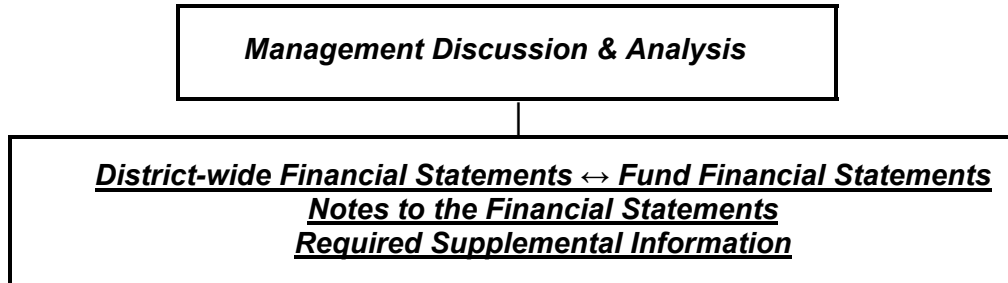 Management Discussion & Analysis
District-wide Financial Statements ↔ Fund Financial Statements
Notes to the Financial Statements
Required Supplemental Information